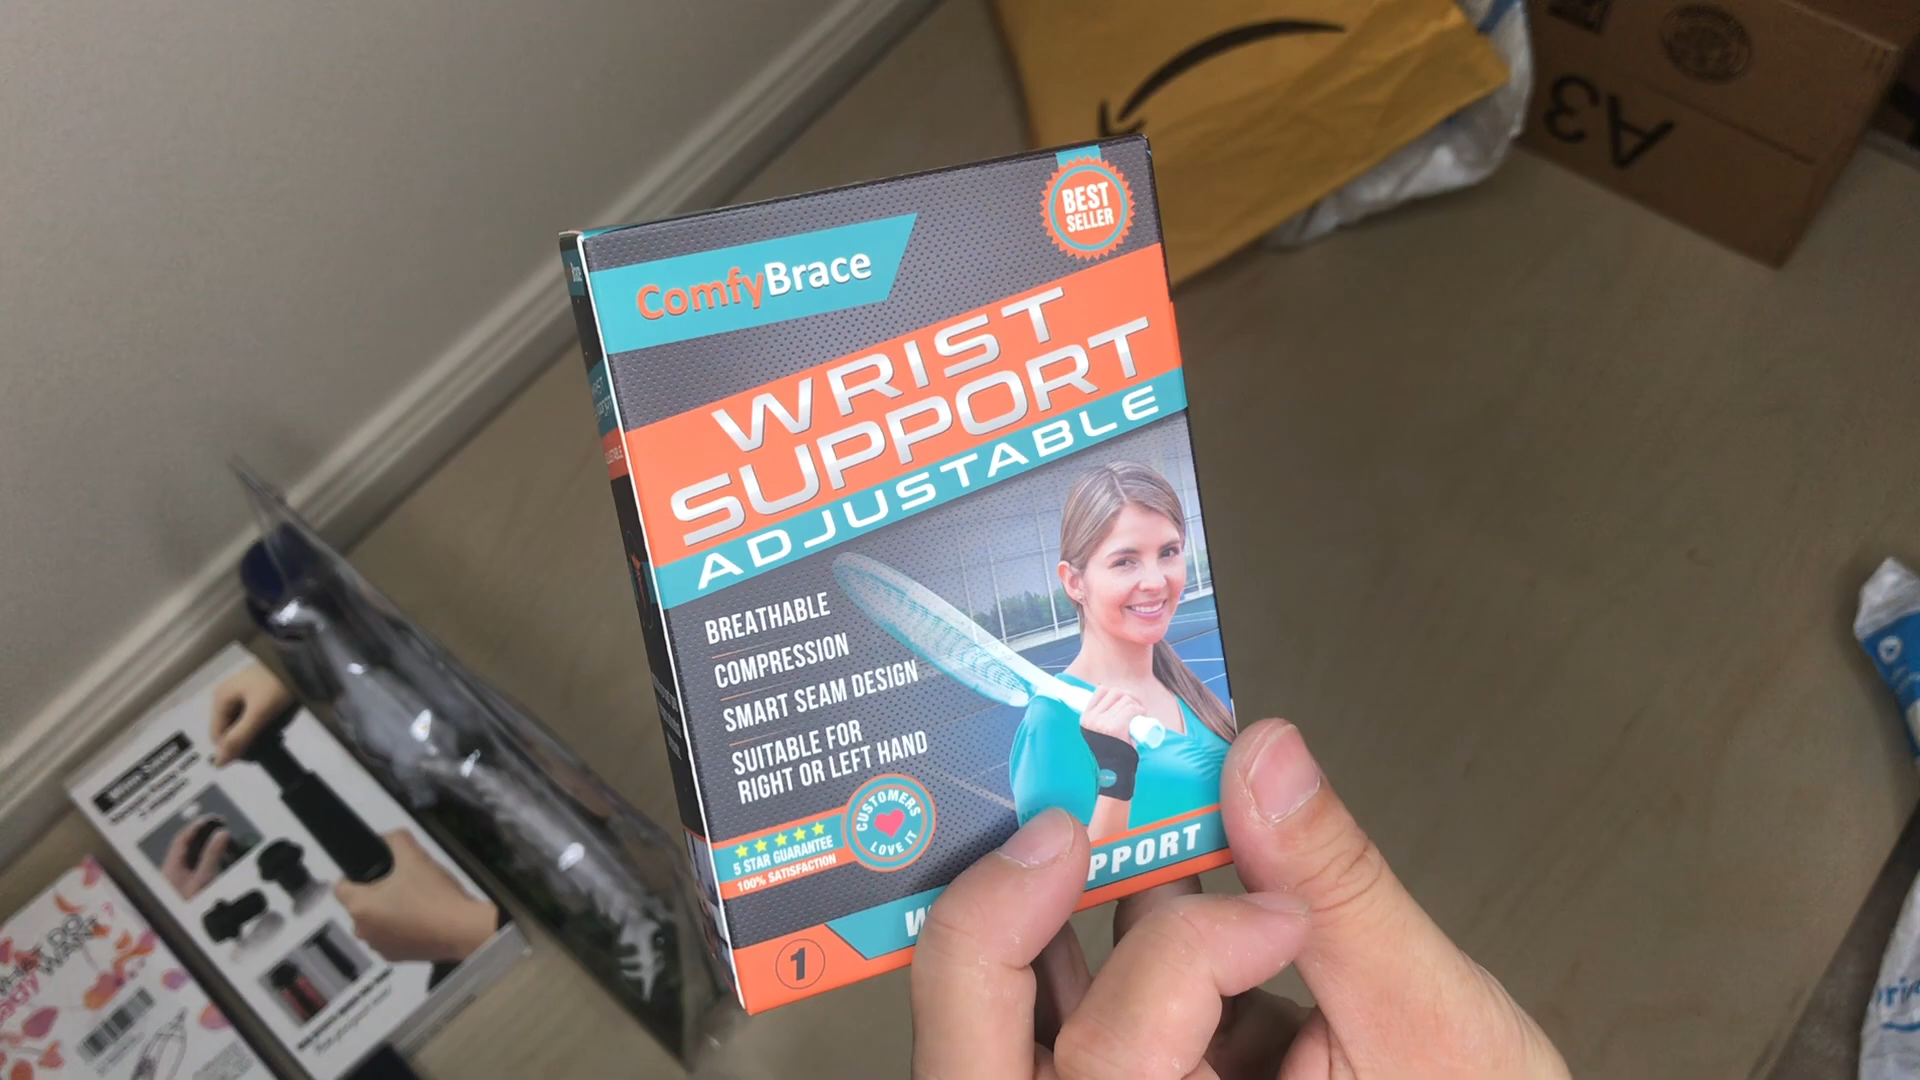 ComfyBrace
BEST
SELLER
WRIST
SUPPORT
ADJUSTABLE
BREATHABLE
COMPRESSION
SMART SEAM DESIGN
SUITABLE FOR
RIGHT OR LEFT HAND
CUSTOMERS
LOVE IT
5 STAR GUARANTEE
100% SATISFACTION
PPORT
1
A3